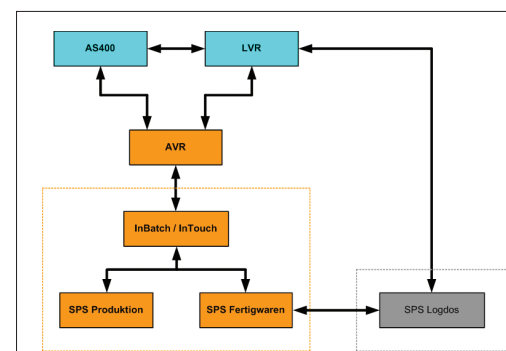 AS400
LVR
AVR
InBatch / InTouch
SPS Produktion
SPS Fertigwaren
SPS Logdos